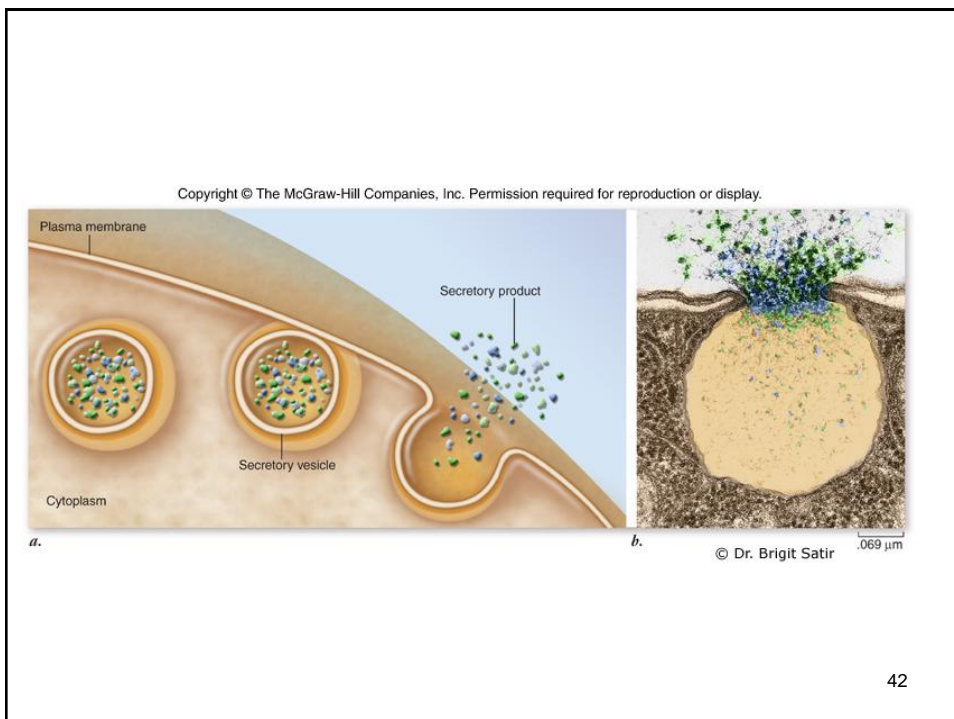 Copyright © The McGraw-Hill Companies, Inc. Permission required for reproduction or display.
Plasma membrane
Secretory product
Secretory vesicle
Cytoplasm
a.
b.
.069 μm
© Dr. Brigit Satir
42